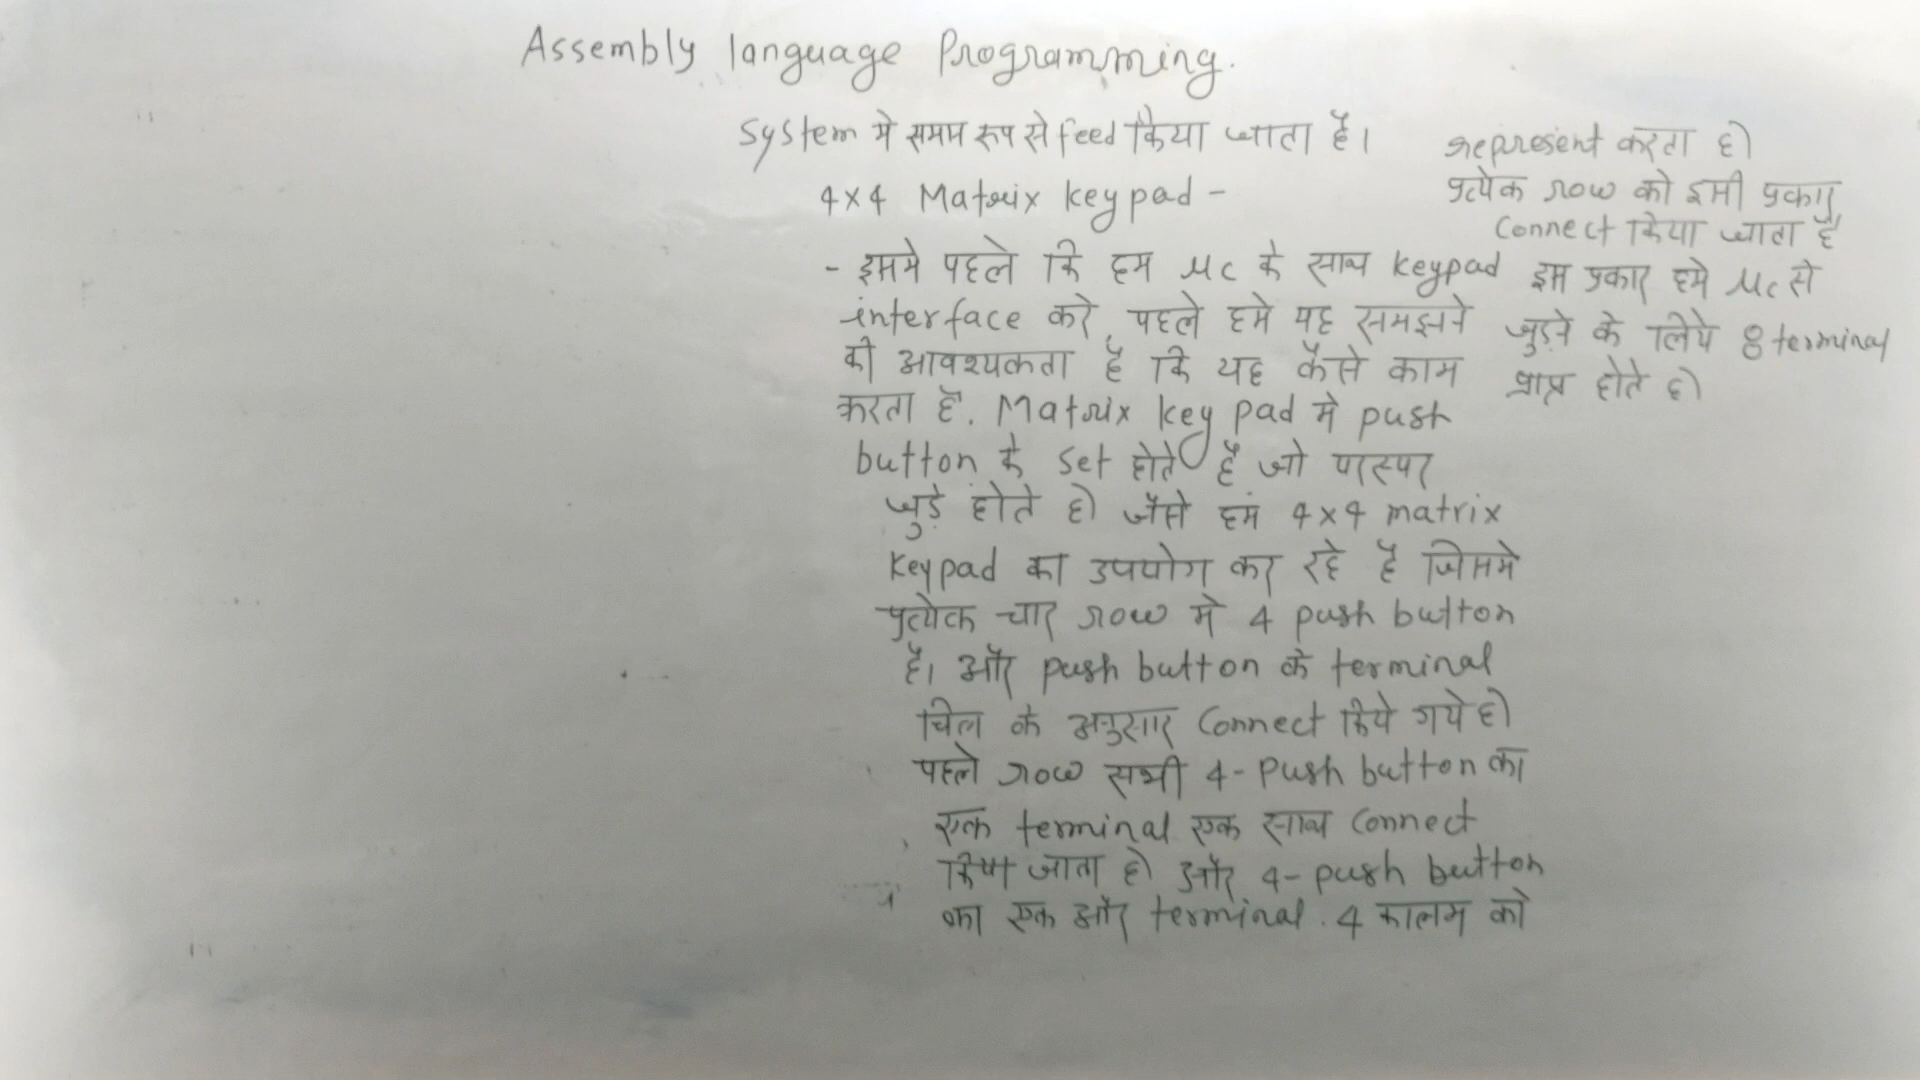 Assembly language Programming.
System मे समय रूप से feed किया जाता है।
4×4 Matrix keypad -
- इससे पहले कि हम μc के साथ keypad
interface करे, पहले हमे यह समझने
की आवश्यकता है कि यह कैसे काम
करता है. Matrix key pad मे push
button के set होते है जो परस्पर
जुड़े होते है। जैसे हम 4×4 matrix
keypad का उपयोग कर रहे है जिसमे
प्रत्येक चार row मे 4 push button
है। और push button के terminal
चित्र के अनुसार Connect किये गये है।
पहले row सभी 4-Push button का
एक terminal एक साथ Connect
किया जाता है। और 4-push button
का एक और terminal. 4 कालम को
represent करता है।
प्रत्येक row को इसी प्रकार
Connect किया जाता है
इस प्रकार हमे μc से
जुड़ने के लिये 8 terminal
प्राप्त होते है।